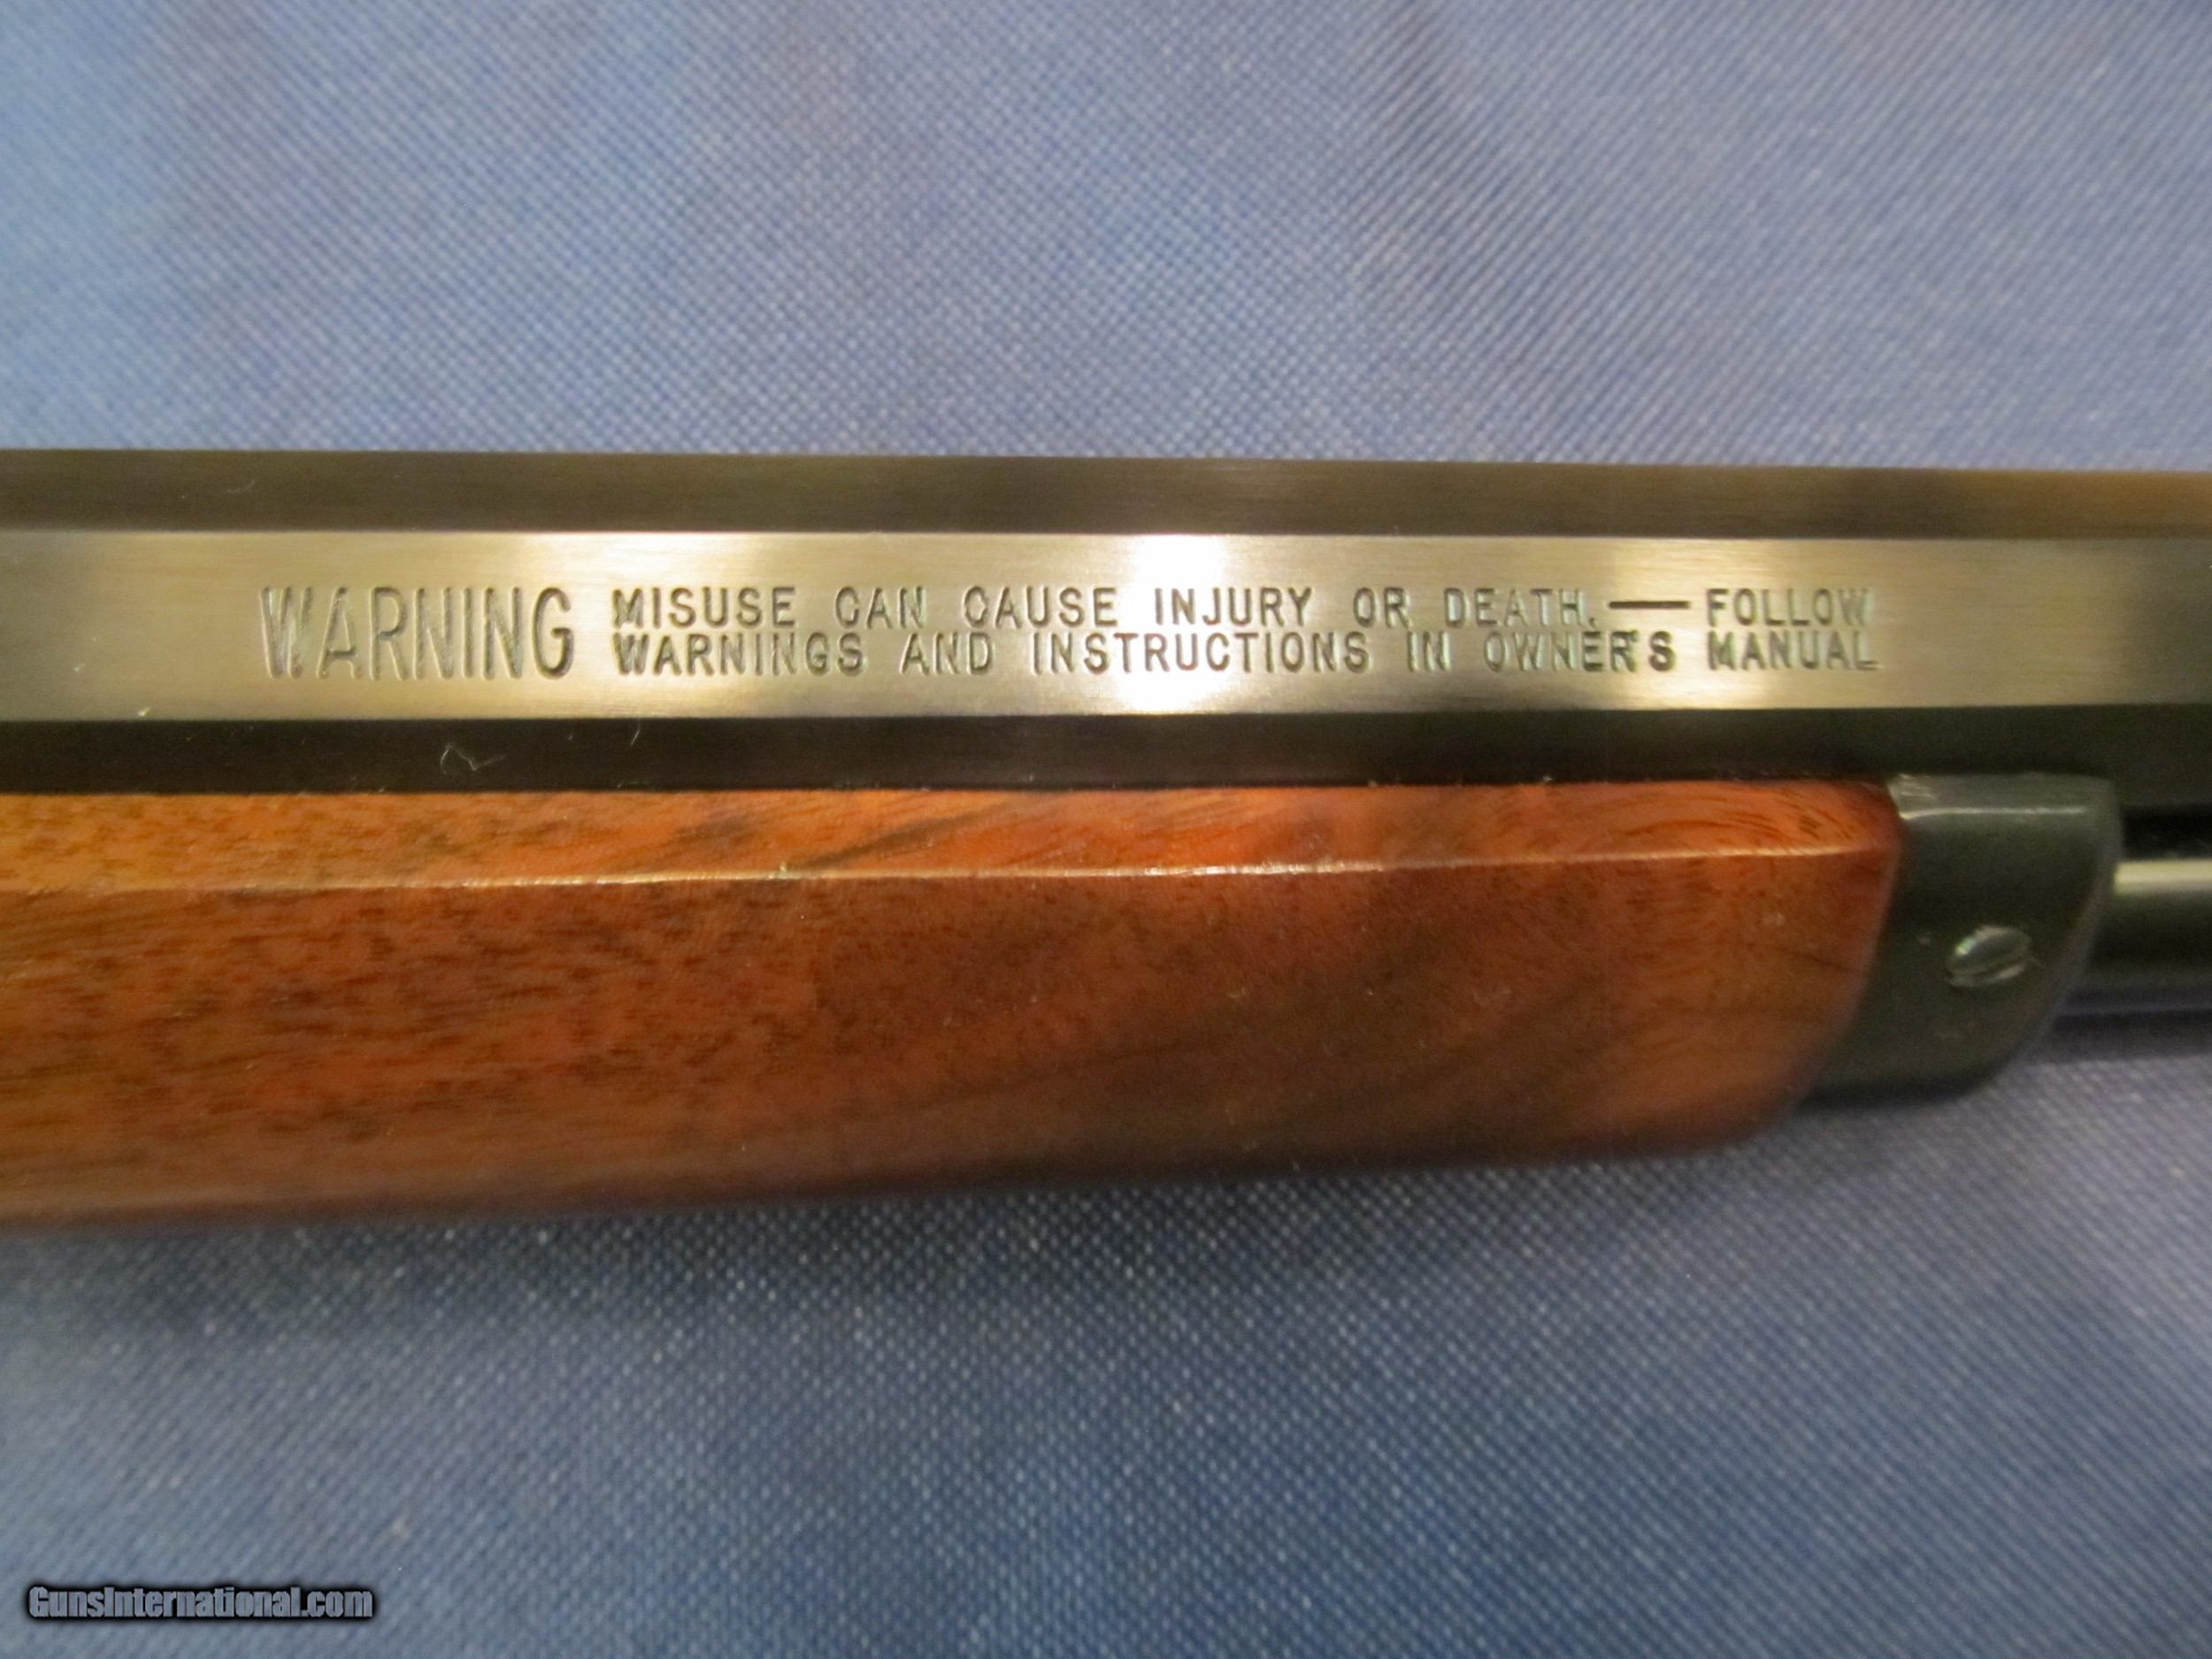 WARNING MISUSE CAN CAUSE INJURY OR DEATH.— FOLLOW
WARNINGS AND INSTRUCTIONS IN OWNER'S MANUAL
GunsInternational.com